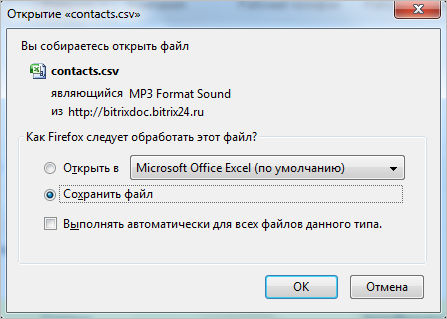 Открытие «contacts.csv»
Вы собираетесь открыть файл
contacts.csv
являющийся MP3 Format Sound
из http://bitrixdoc.bitrix24.ru
Как Firefox следует обработать этот файл?
Открыть в Microsoft Office Excel (по умолчанию)
Сохранить файл
Выполнять автоматически для всех файлов данного типа.
ОК Отмена